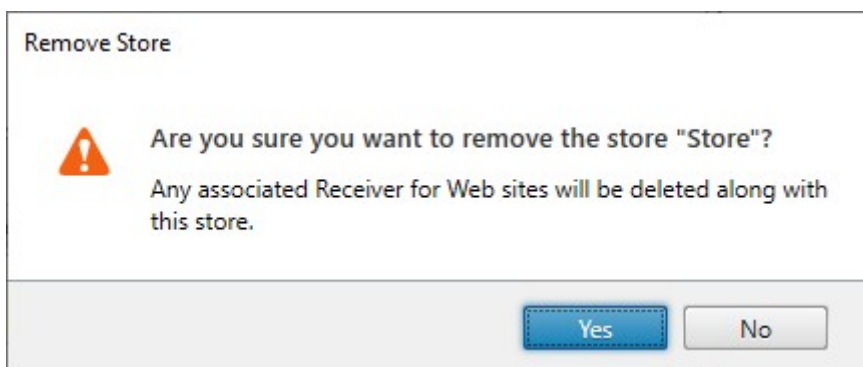 Remove Store
Are you sure you want to remove the store "Store"?
Any associated Receiver for Web sites will be deleted along with
this store.
Yes
No